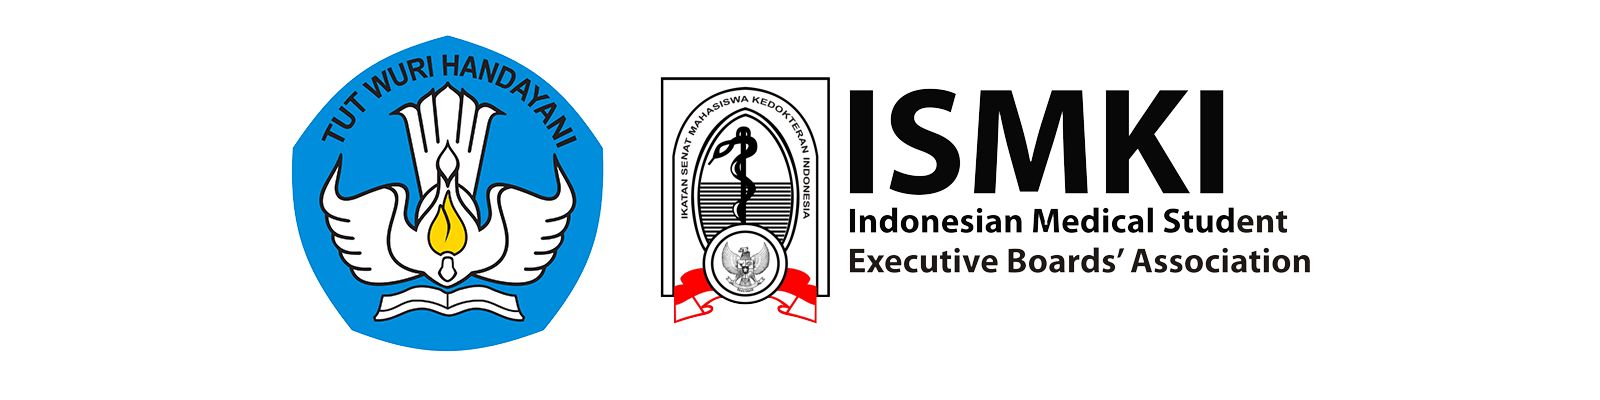 TUT WURI HANDAYANI
IKATAN SENAT MAHASISWA KEDOKTERAN INDONESIA
ISMKI
Indonesian Medical Student
Executive Boards’ Association